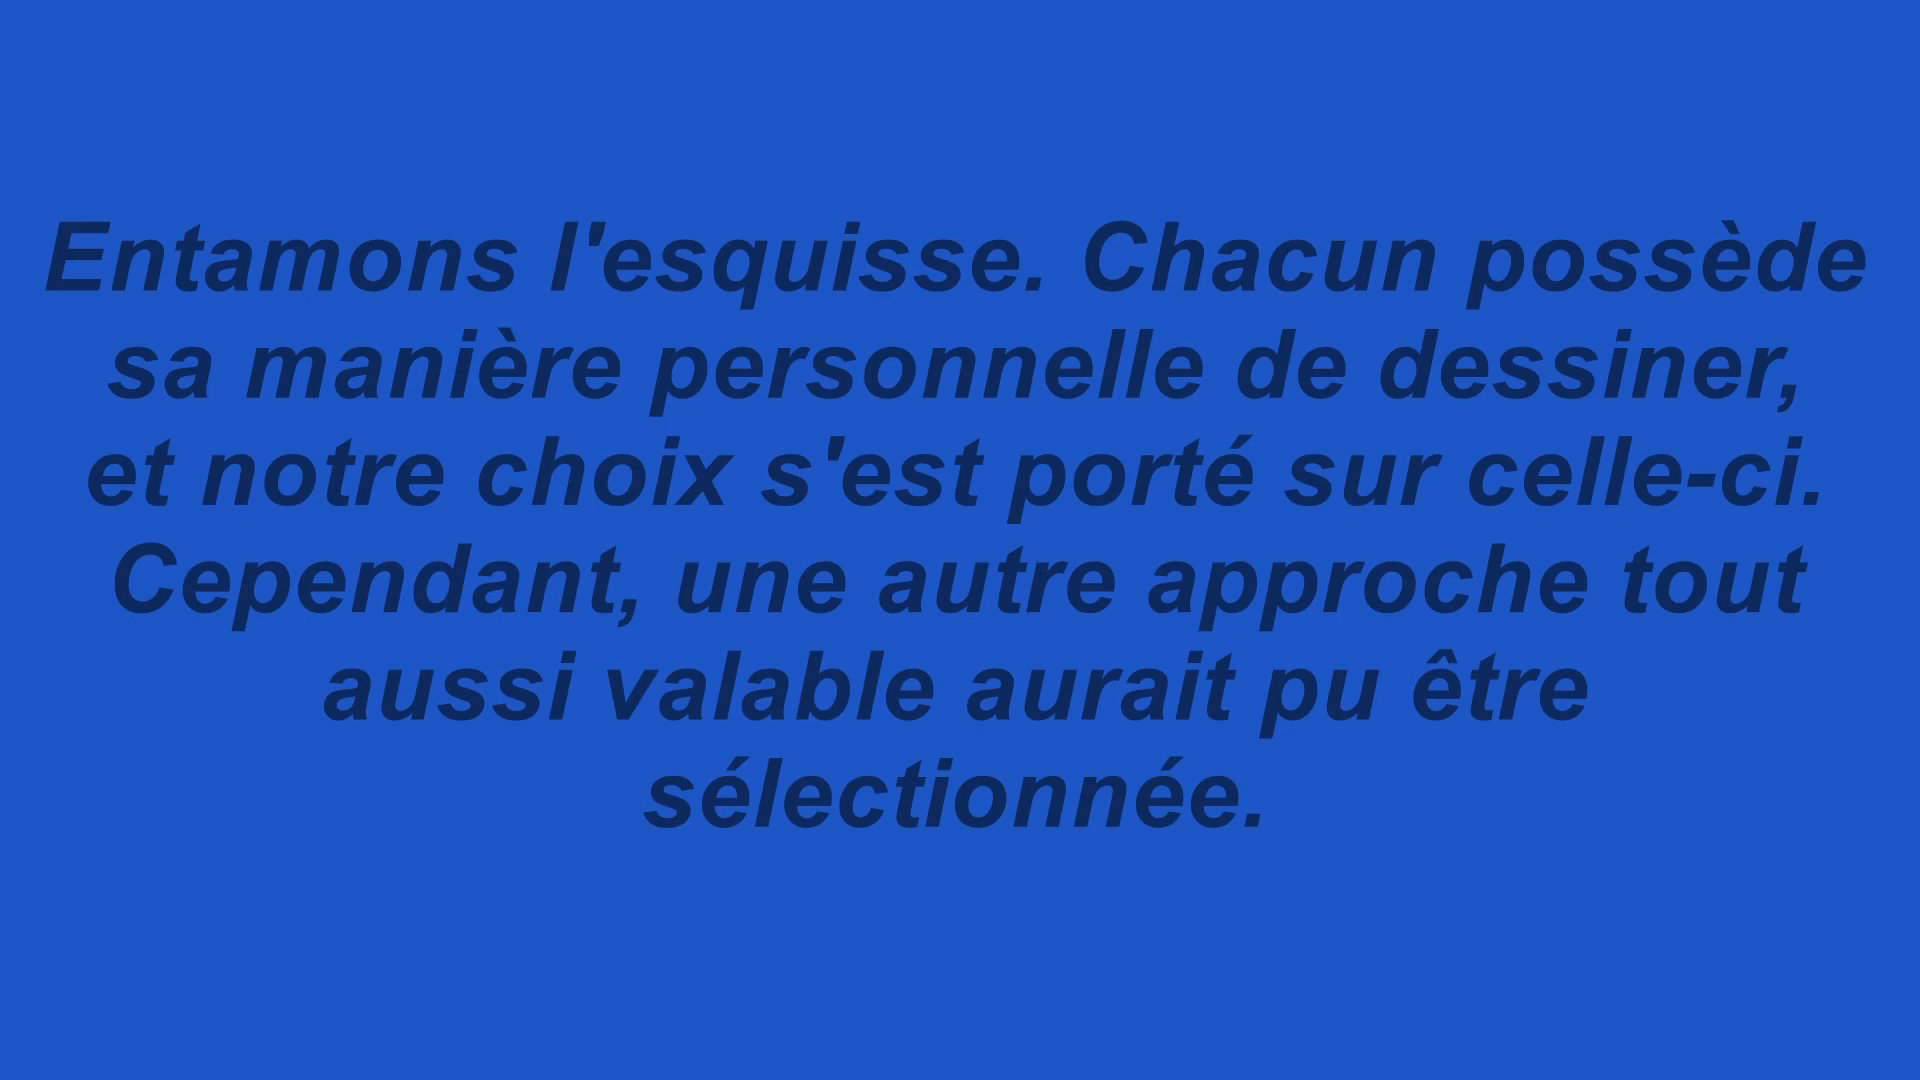 Entamons l'esquisse. Chacun possède
sa manière personnelle de dessiner,
et notre choix s'est porté sur celle-ci.
Cependant, une autre approche tout
aussi valable aurait pu être
sélectionnée.